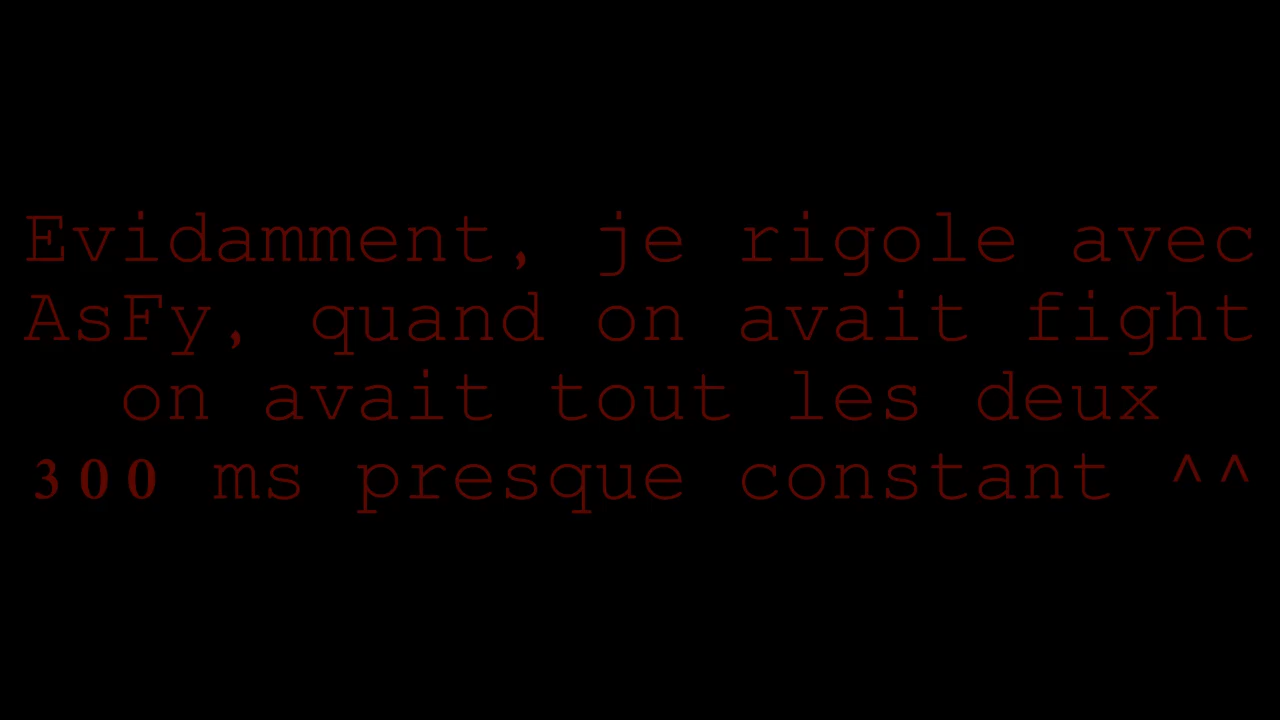 Evidamment, je rigole avec
AsFy, quand on avait fight
on avait tout les deux
300 ms presque constant ^^